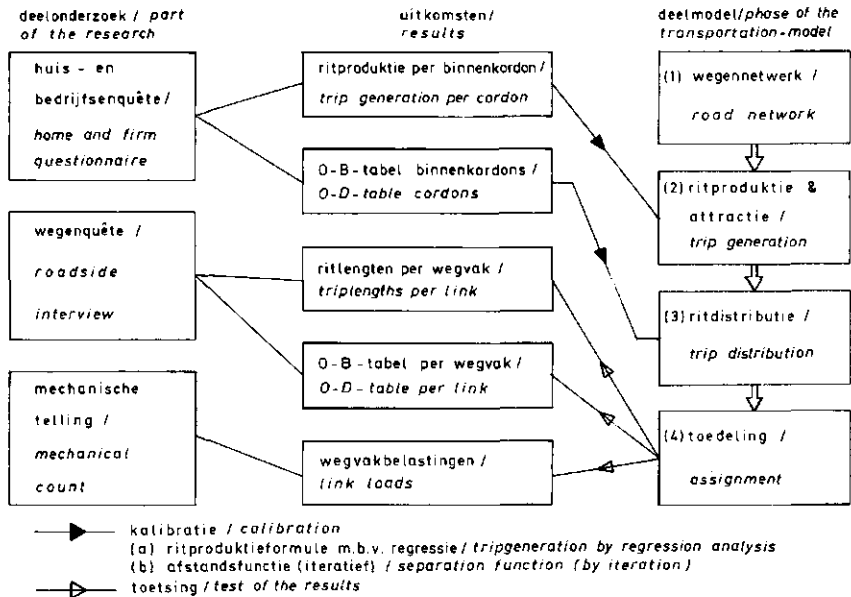 deelonderzoek / part
of the research
huis - en
bedrijfsenquête /
home and firm
questionnaire
wegenquête /
roadside
interview
mechanische
telling /
mechanical
count
uitkomsten /
results
ritproduktie per binnenkordon /
trip generation per cordon
O-B-tabel binnenkordons /
O-D-table cordons
ritlengten per wegvak /
triplengths per link
O-B-tabel per wegvak /
O-D-table per link
wegvakbelastingen /
link loads
deelmodel/phase of the
transportation-model
(1) wegennetwerk /
road network
(2) ritproduktie &
attractie /
trip generation
(3) ritdistributie /
trip distribution
(4) toedeling /
assignment
kalibratie / calibration
(a) ritproduktieformule m.b.v. regressie / tripgeneration by regression analysis
(b) afstandsfunctie (iteratief) / separation function (by iteration)
toetsing / test of the results